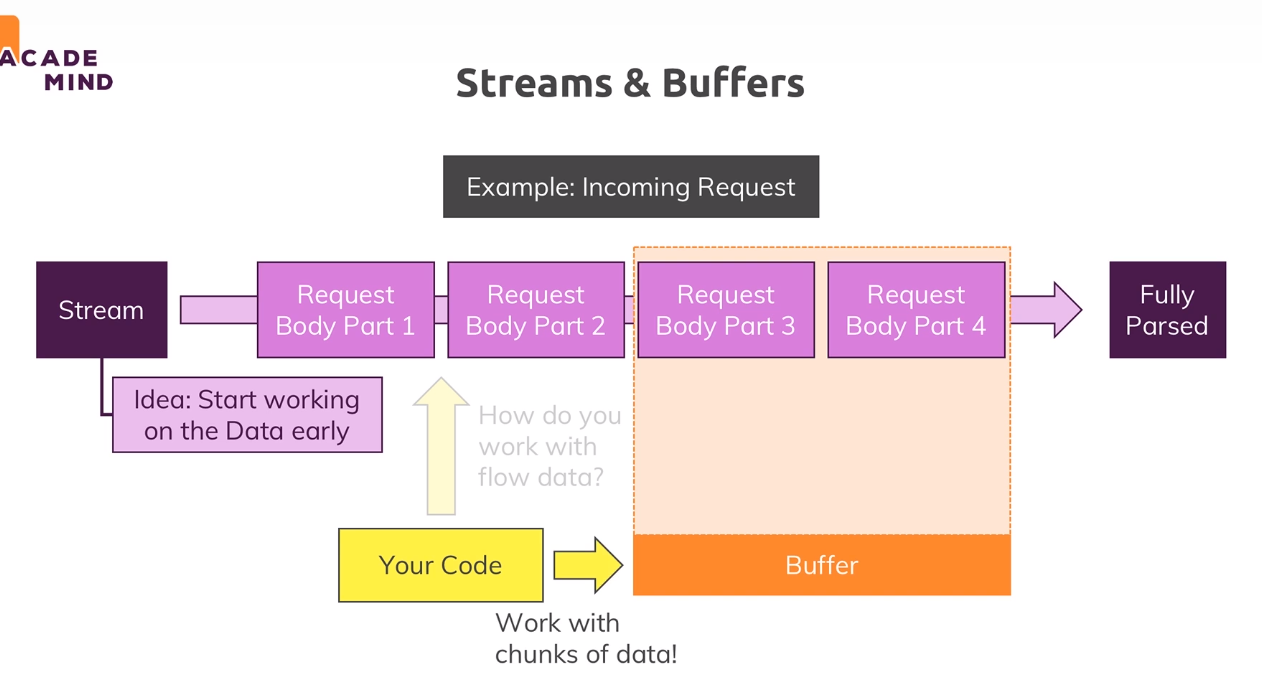 ACADE
MIND
Streams & Buffers
Example: Incoming Request
Stream
Request
Body Part 1
Request
Body Part 2
Request
Body Part 3
Request
Body Part 4
Fully
Parsed
Idea: Start working
on the Data early
How do you
work with
flow data?
Your Code
Buffer
Work with
chunks of data!